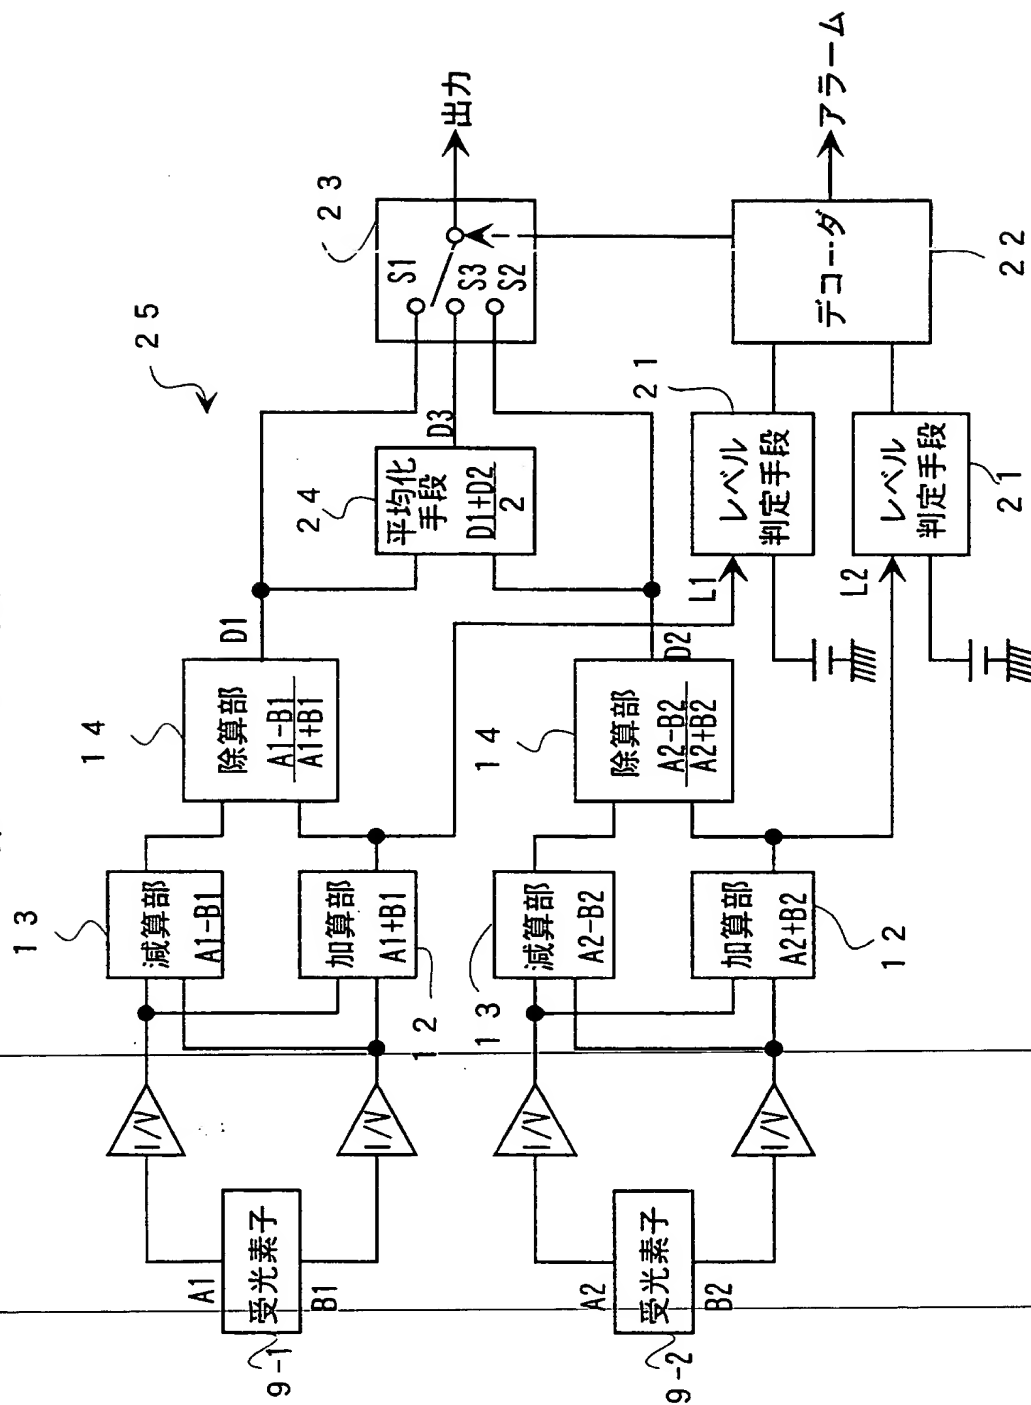 25
9-1
受光素子
A1
B1
I/V
I/V
13
減算部
A1-B1
12
加算部
A1+B1
14
除算部
A1-B1
A1+B1
D1
24
平均化
手段
D1+D2
2
D3
23
S1
S3
S2
出力
9-2
受光素子
A2
B2
I/V
I/V
13
減算部
A2-B2
12
加算部
A2+B2
14
除算部
A2-B2
A2+B2
D2
L1
レベル
判定手段
21
L2
レベル
判定手段
21
デコーダ
22
アラーム